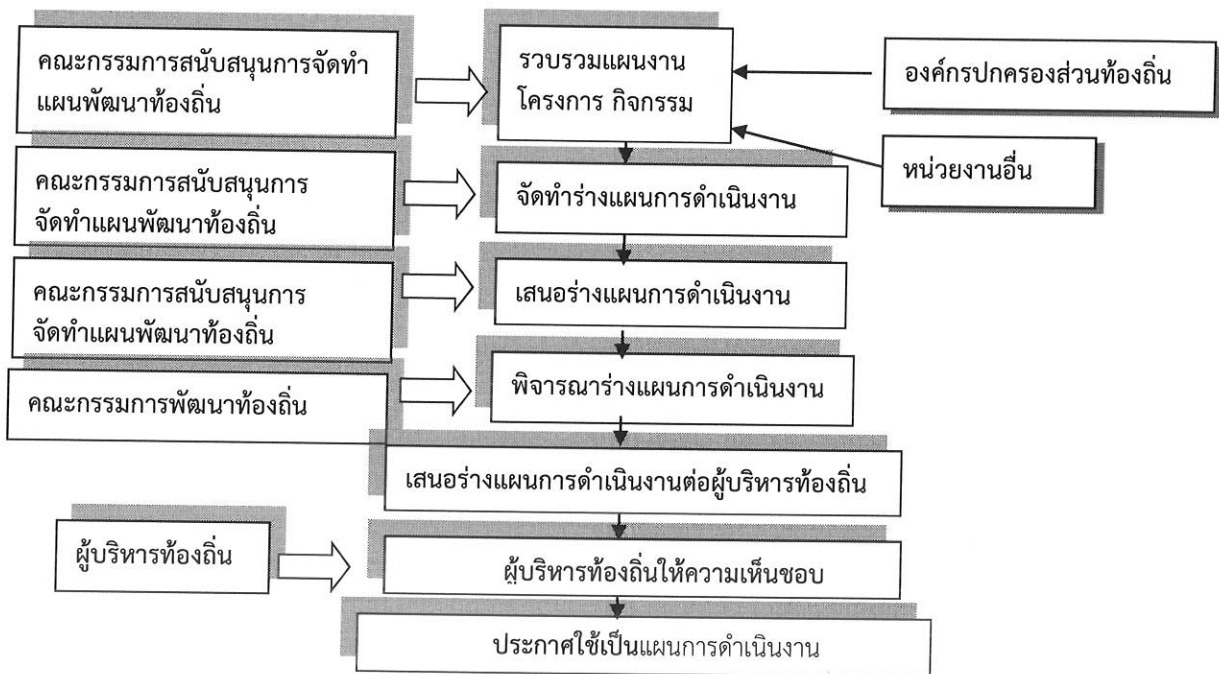 คณะกรรมการสนับสนุนการจัดทำ
แผนพัฒนาท้องถิ่น
รวบรวมแผนงาน
โครงการ กิจกรรม
องค์กรปกครองส่วนท้องถิ่น
หน่วยงานอื่น
คณะกรรมการสนับสนุนการ
จัดทำแผนพัฒนาท้องถิ่น
จัดทำร่างแผนการดำเนินงาน
คณะกรรมการสนับสนุนการ
จัดทำแผนพัฒนาท้องถิ่น
เสนอร่างแผนการดำเนินงาน
คณะกรรมการพัฒนาท้องถิ่น
พิจารณาร่างแผนการดำเนินงาน
เสนอร่างแผนการดำเนินงานต่อผู้บริหารท้องถิ่น
ผู้บริหารท้องถิ่น
ผู้บริหารท้องถิ่นให้ความเห็นชอบ
ประกาศใช้เป็นแผนการดำเนินงาน